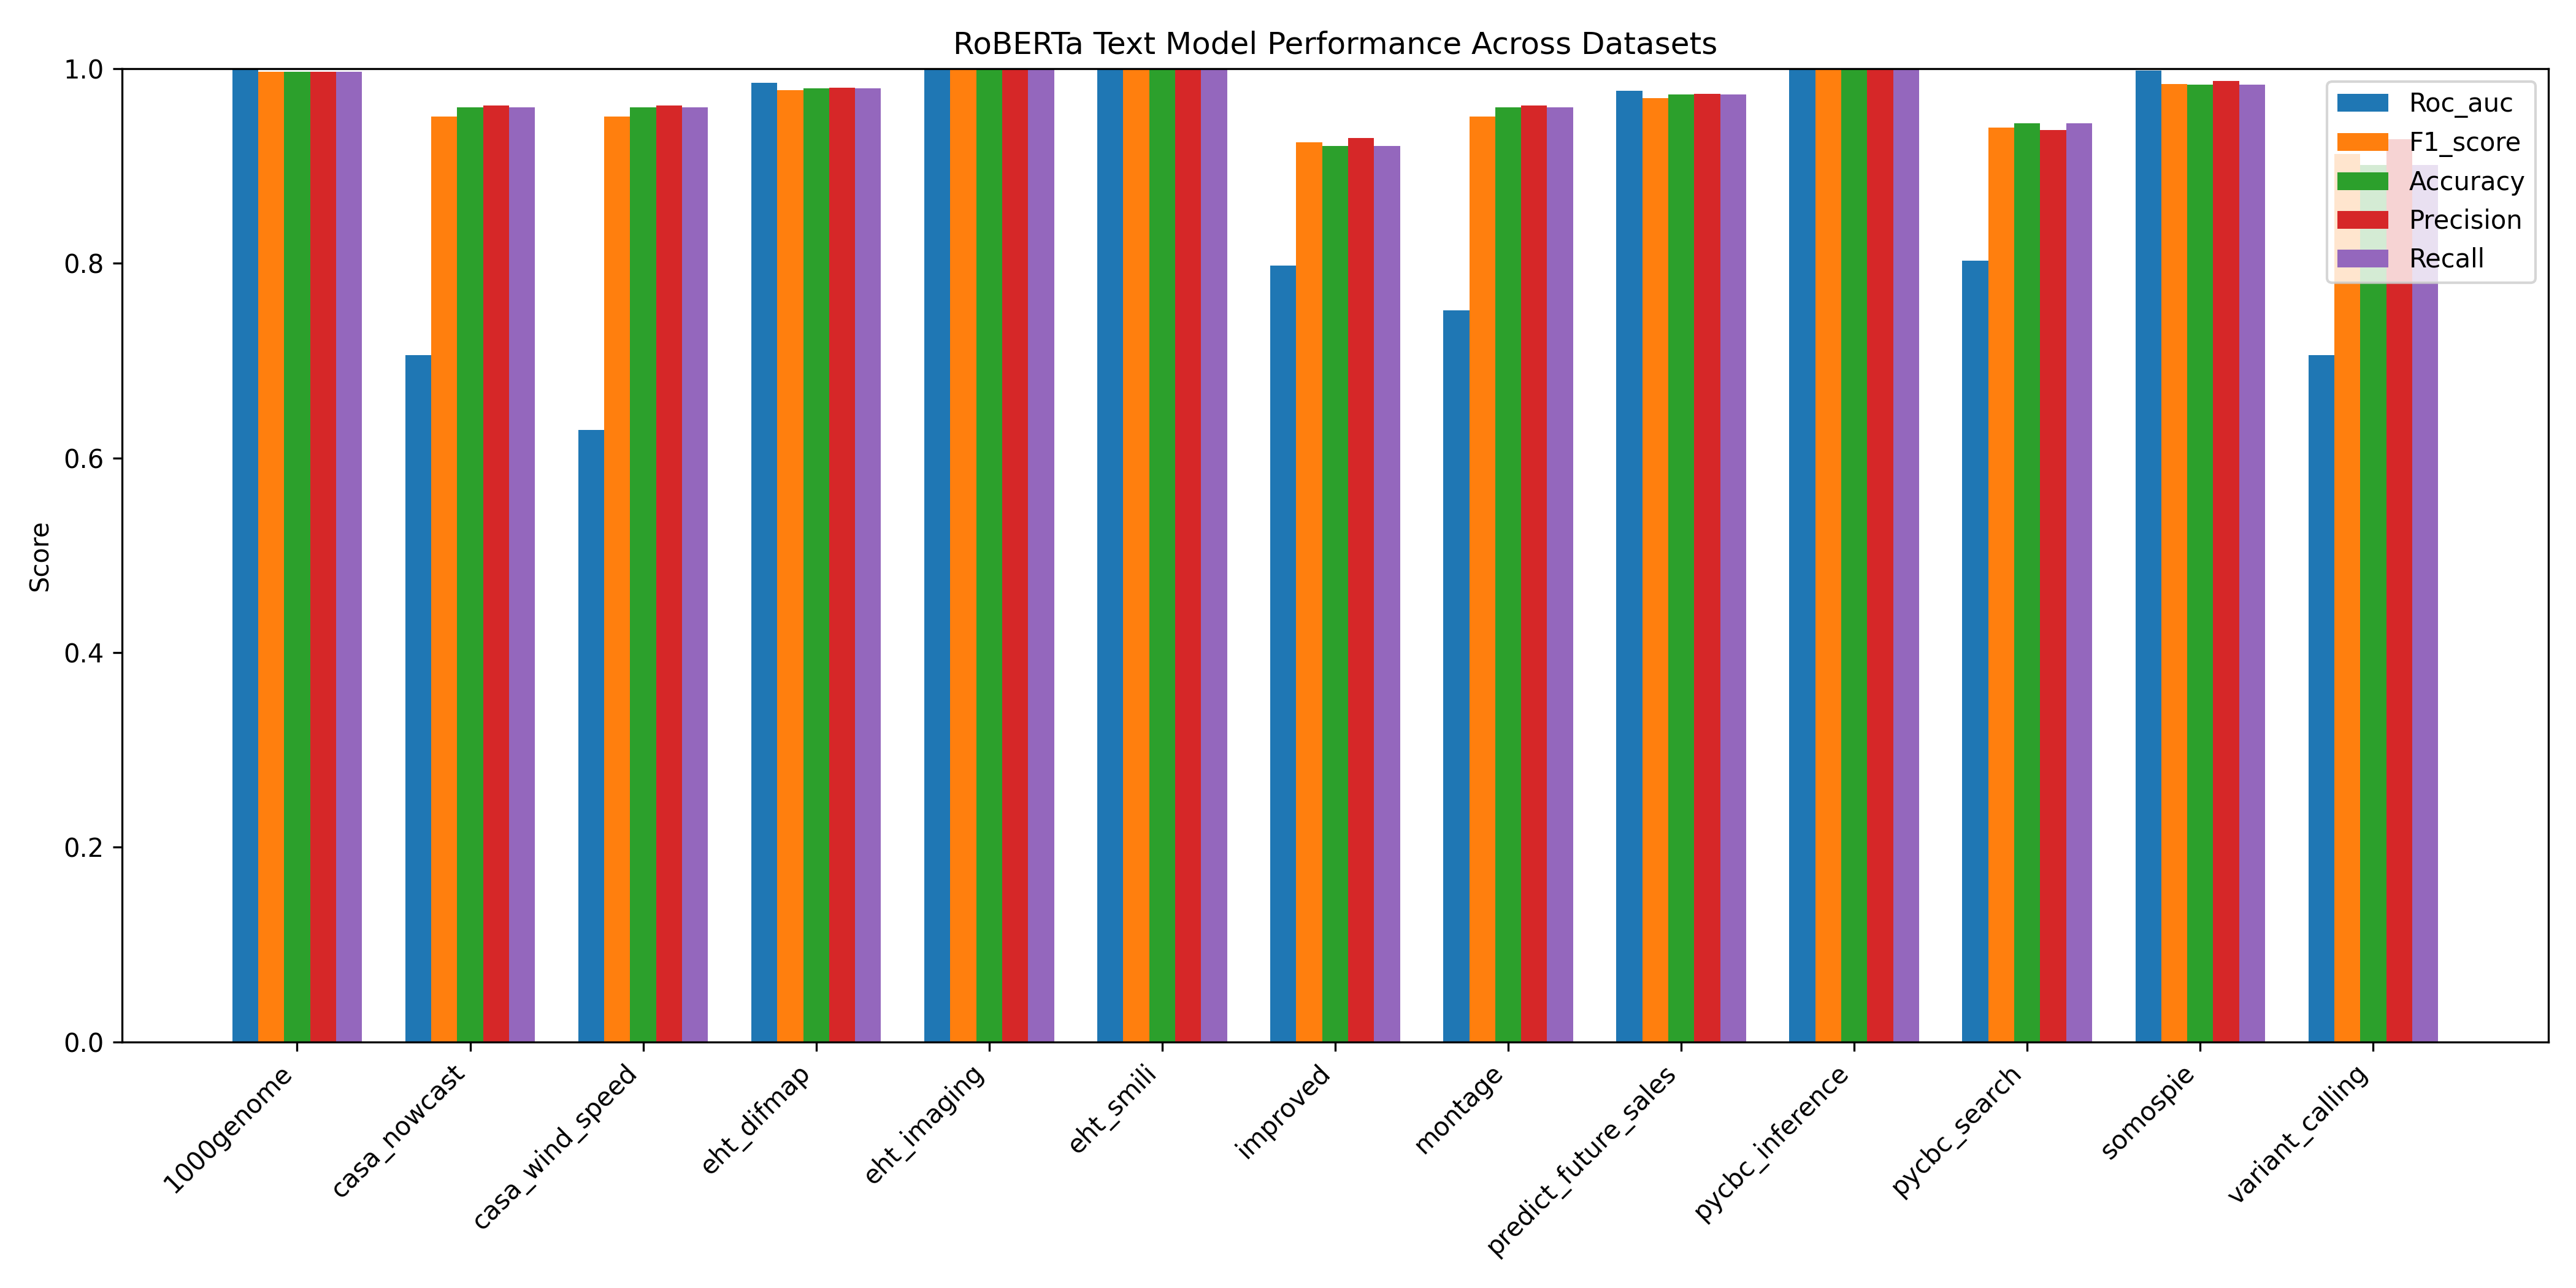 RoBERTa Text Model Performance Across Datasets
Score
1.0
0.8
0.6
0.4
0.2
0.0
Roc_auc
F1_score
Accuracy
Precision
Recall
1000genome
casa_nowcast
casa_wind_speed
eht_difmap
eht_imaging
eht_smili
improved
montage
predict_future_sales
pycbc_inference
pycbc_search
somospie
variant_calling